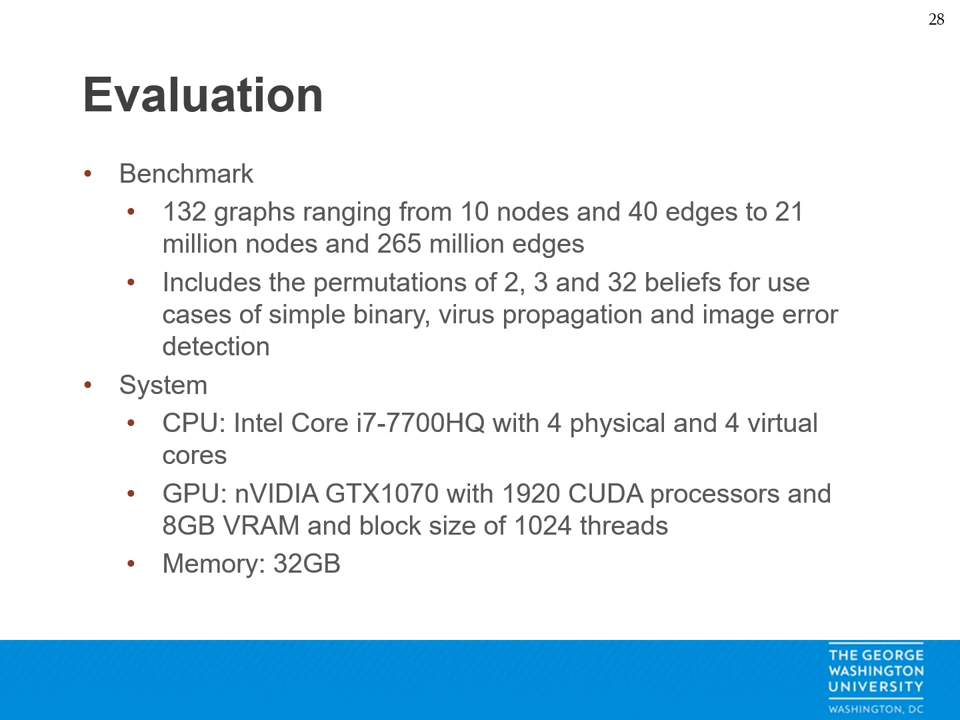 28
Evaluation
• Benchmark
• 132 graphs ranging from 10 nodes and 40 edges to 21
million nodes and 265 million edges
• Includes the permutations of 2, 3 and 32 beliefs for use
cases of simple binary, virus propagation and image error
detection
• System
• CPU: Intel Core i7-7700HQ with 4 physical and 4 virtual
cores
• GPU: nVIDIA GTX1070 with 1920 CUDA processors and
8GB VRAM and block size of 1024 threads
• Memory: 32GB
THE GEORGE
WASHINGTON
UNIVERSITY
WASHINGTON, DC